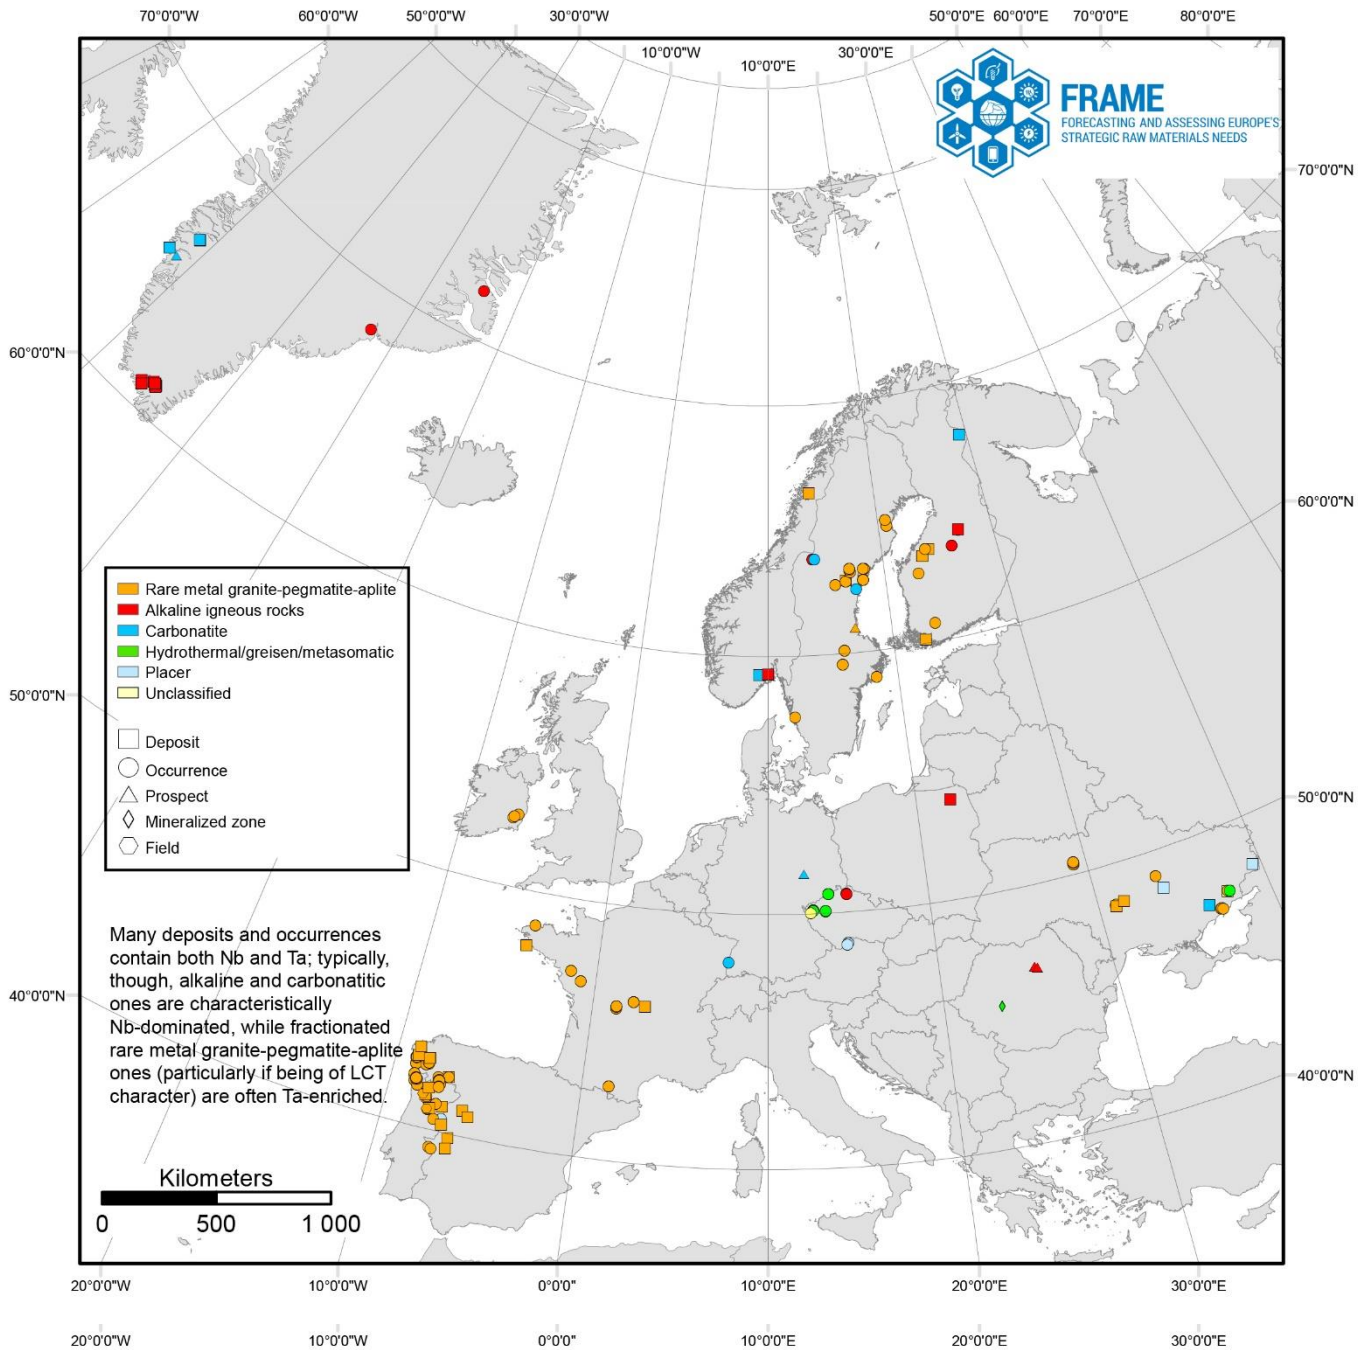 70°0'0"W 60°0'0"W 50°0'0"W 30°0'0"W 50°0'0"E 60°0'0"E 70°0'0"E 80°0'0"E
10°0'0"W 10°0'0"E 30°0'0"E
FRAME
FORECASTING AND ASSESSING EUROPE'S
STRATEGIC RAW MATERIALS NEEDS
70°0'0"N
60°0'0"N
60°0'0"N
Rare metal granite-pegmatite-aplite
Alkaline igneous rocks
Carbonatite
Hydrothermal/greisen/metasomatic
Placer
Unclassified
50°0'0"N
Deposit
Occurrence
Prospect
Mineralized zone
Field
50°0'0"N
Many deposits and occurrences
contain both Nb and Ta; typically,
though, alkaline and carbonatitic
ones are characteristically
Nb-dominated, while fractionated
rare metal granite-pegmatite-aplite
ones (particularly if being of LCT
character) are often Ta-enriched.
40°0'0"N
40°0'0"N
Kilometers
0 500 1 000
20°0'0"W 10°0'0"W 0°0'0" 10°0'0"E 20°0'0"E 30°0'0"E
20°0'0"W 10°0'0"W 0°0'0" 10°0'0"E 20°0'0"E 30°0'0"E